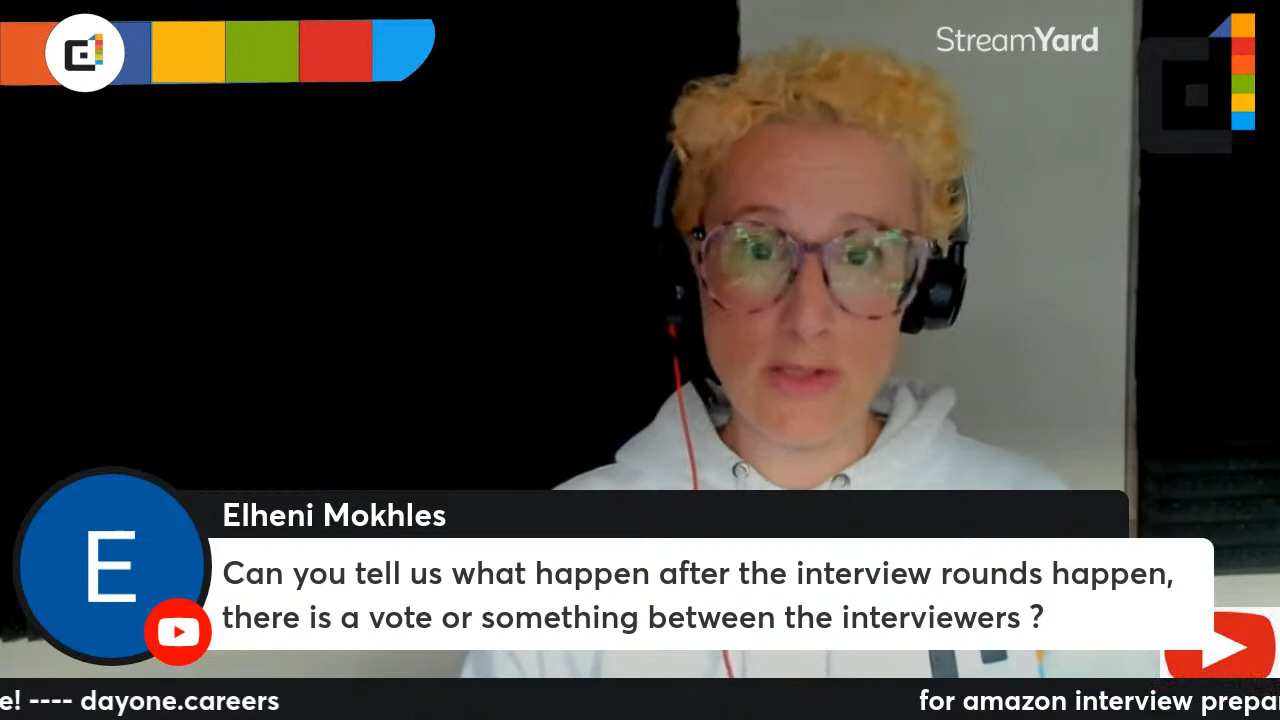 StreamYard
Elheni Mokhles
E
Can you tell us what happen after the interview rounds happen,
there is a vote or something between the interviewers ?
e! ---- dayone.careers
for amazon interview prepa